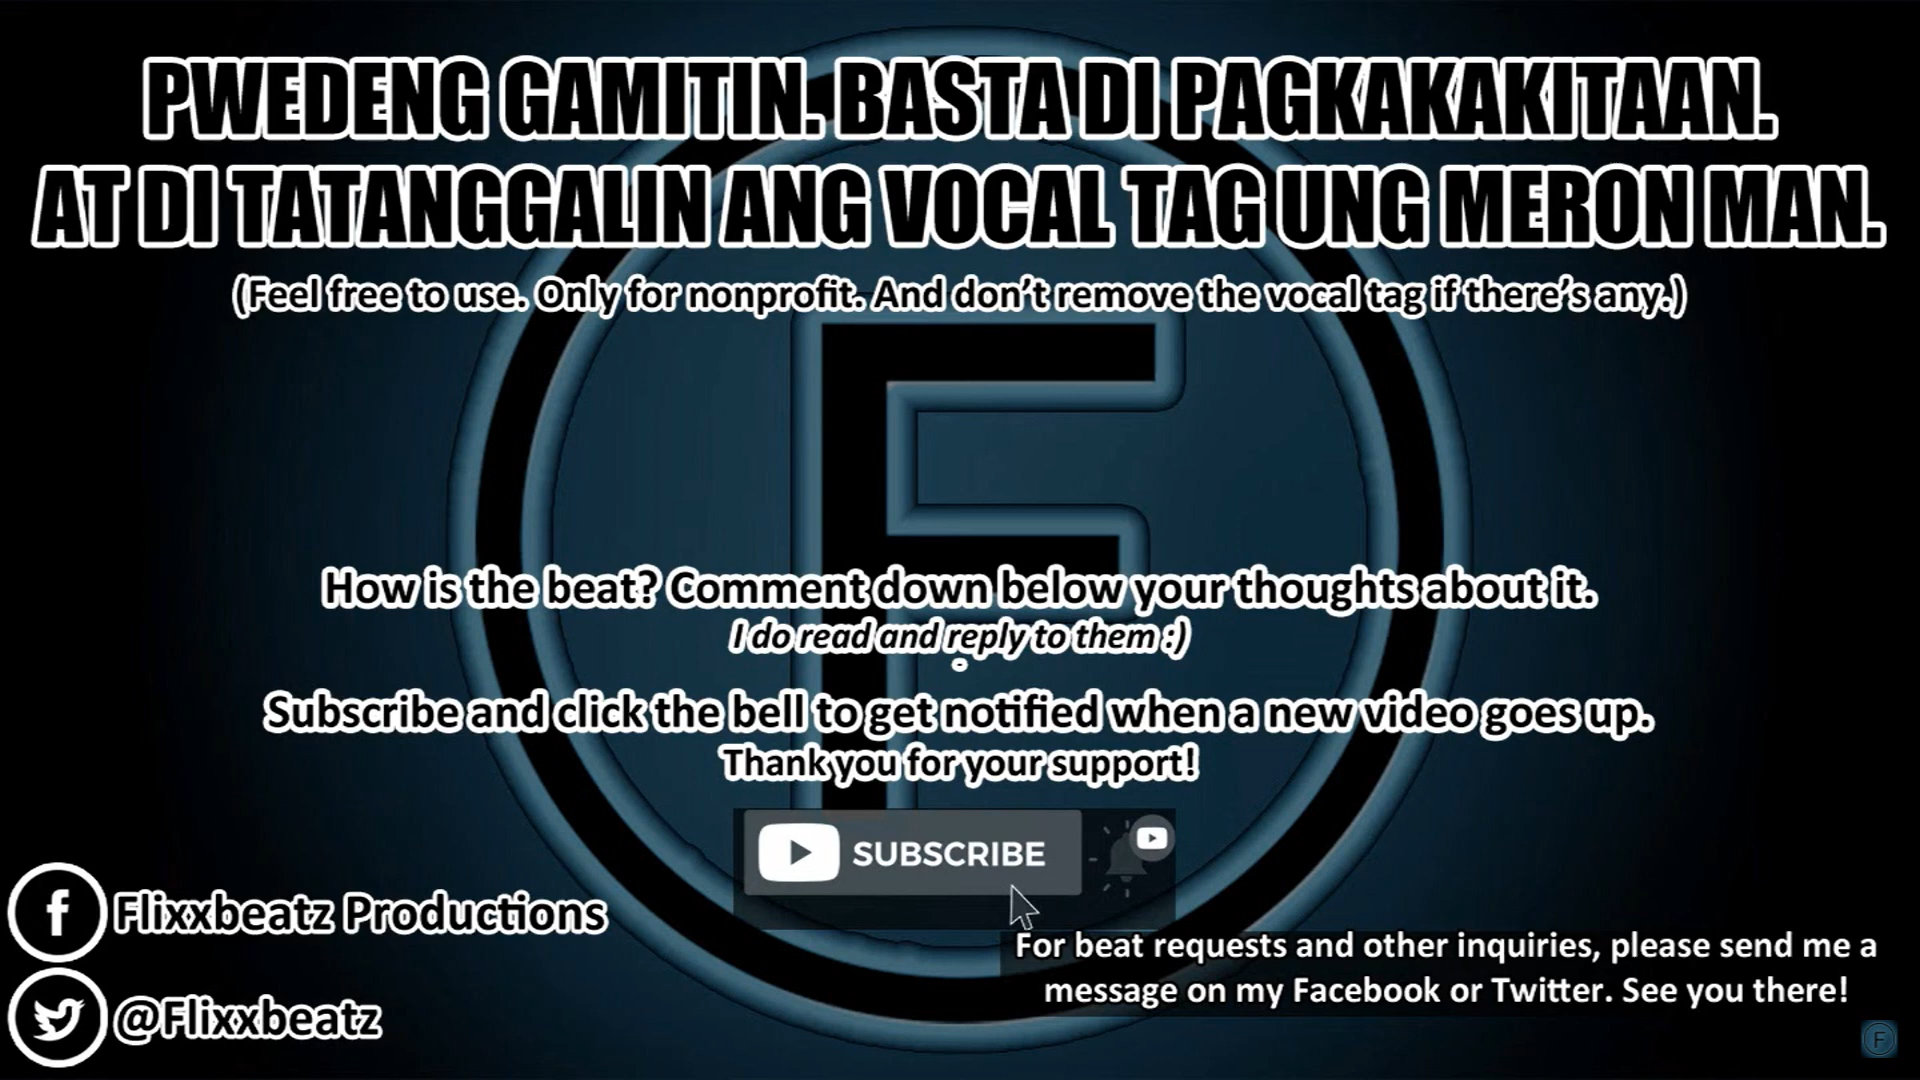 PWEDENG GAMITIN. BASTA DI PAGKAKAKITAAN.
AT DI TATANGGALIN ANG VOCAL TAG UNG MERON MAN.
(Feel free to use. Only for nonprofit. And don't remove the vocal tag if there's any.)
F
How is the beat? Comment down below your thoughts about it.
I do read and reply to them :)
-
Subscribe and click the bell to get notified when a new video goes up.
Thank you for your support!
SUBSCRIBE
f Flixxbeatz Productions
@Flixxbeatz
For beat requests and other inquiries, please send me a
message on my Facebook or Twitter. See you there!
F